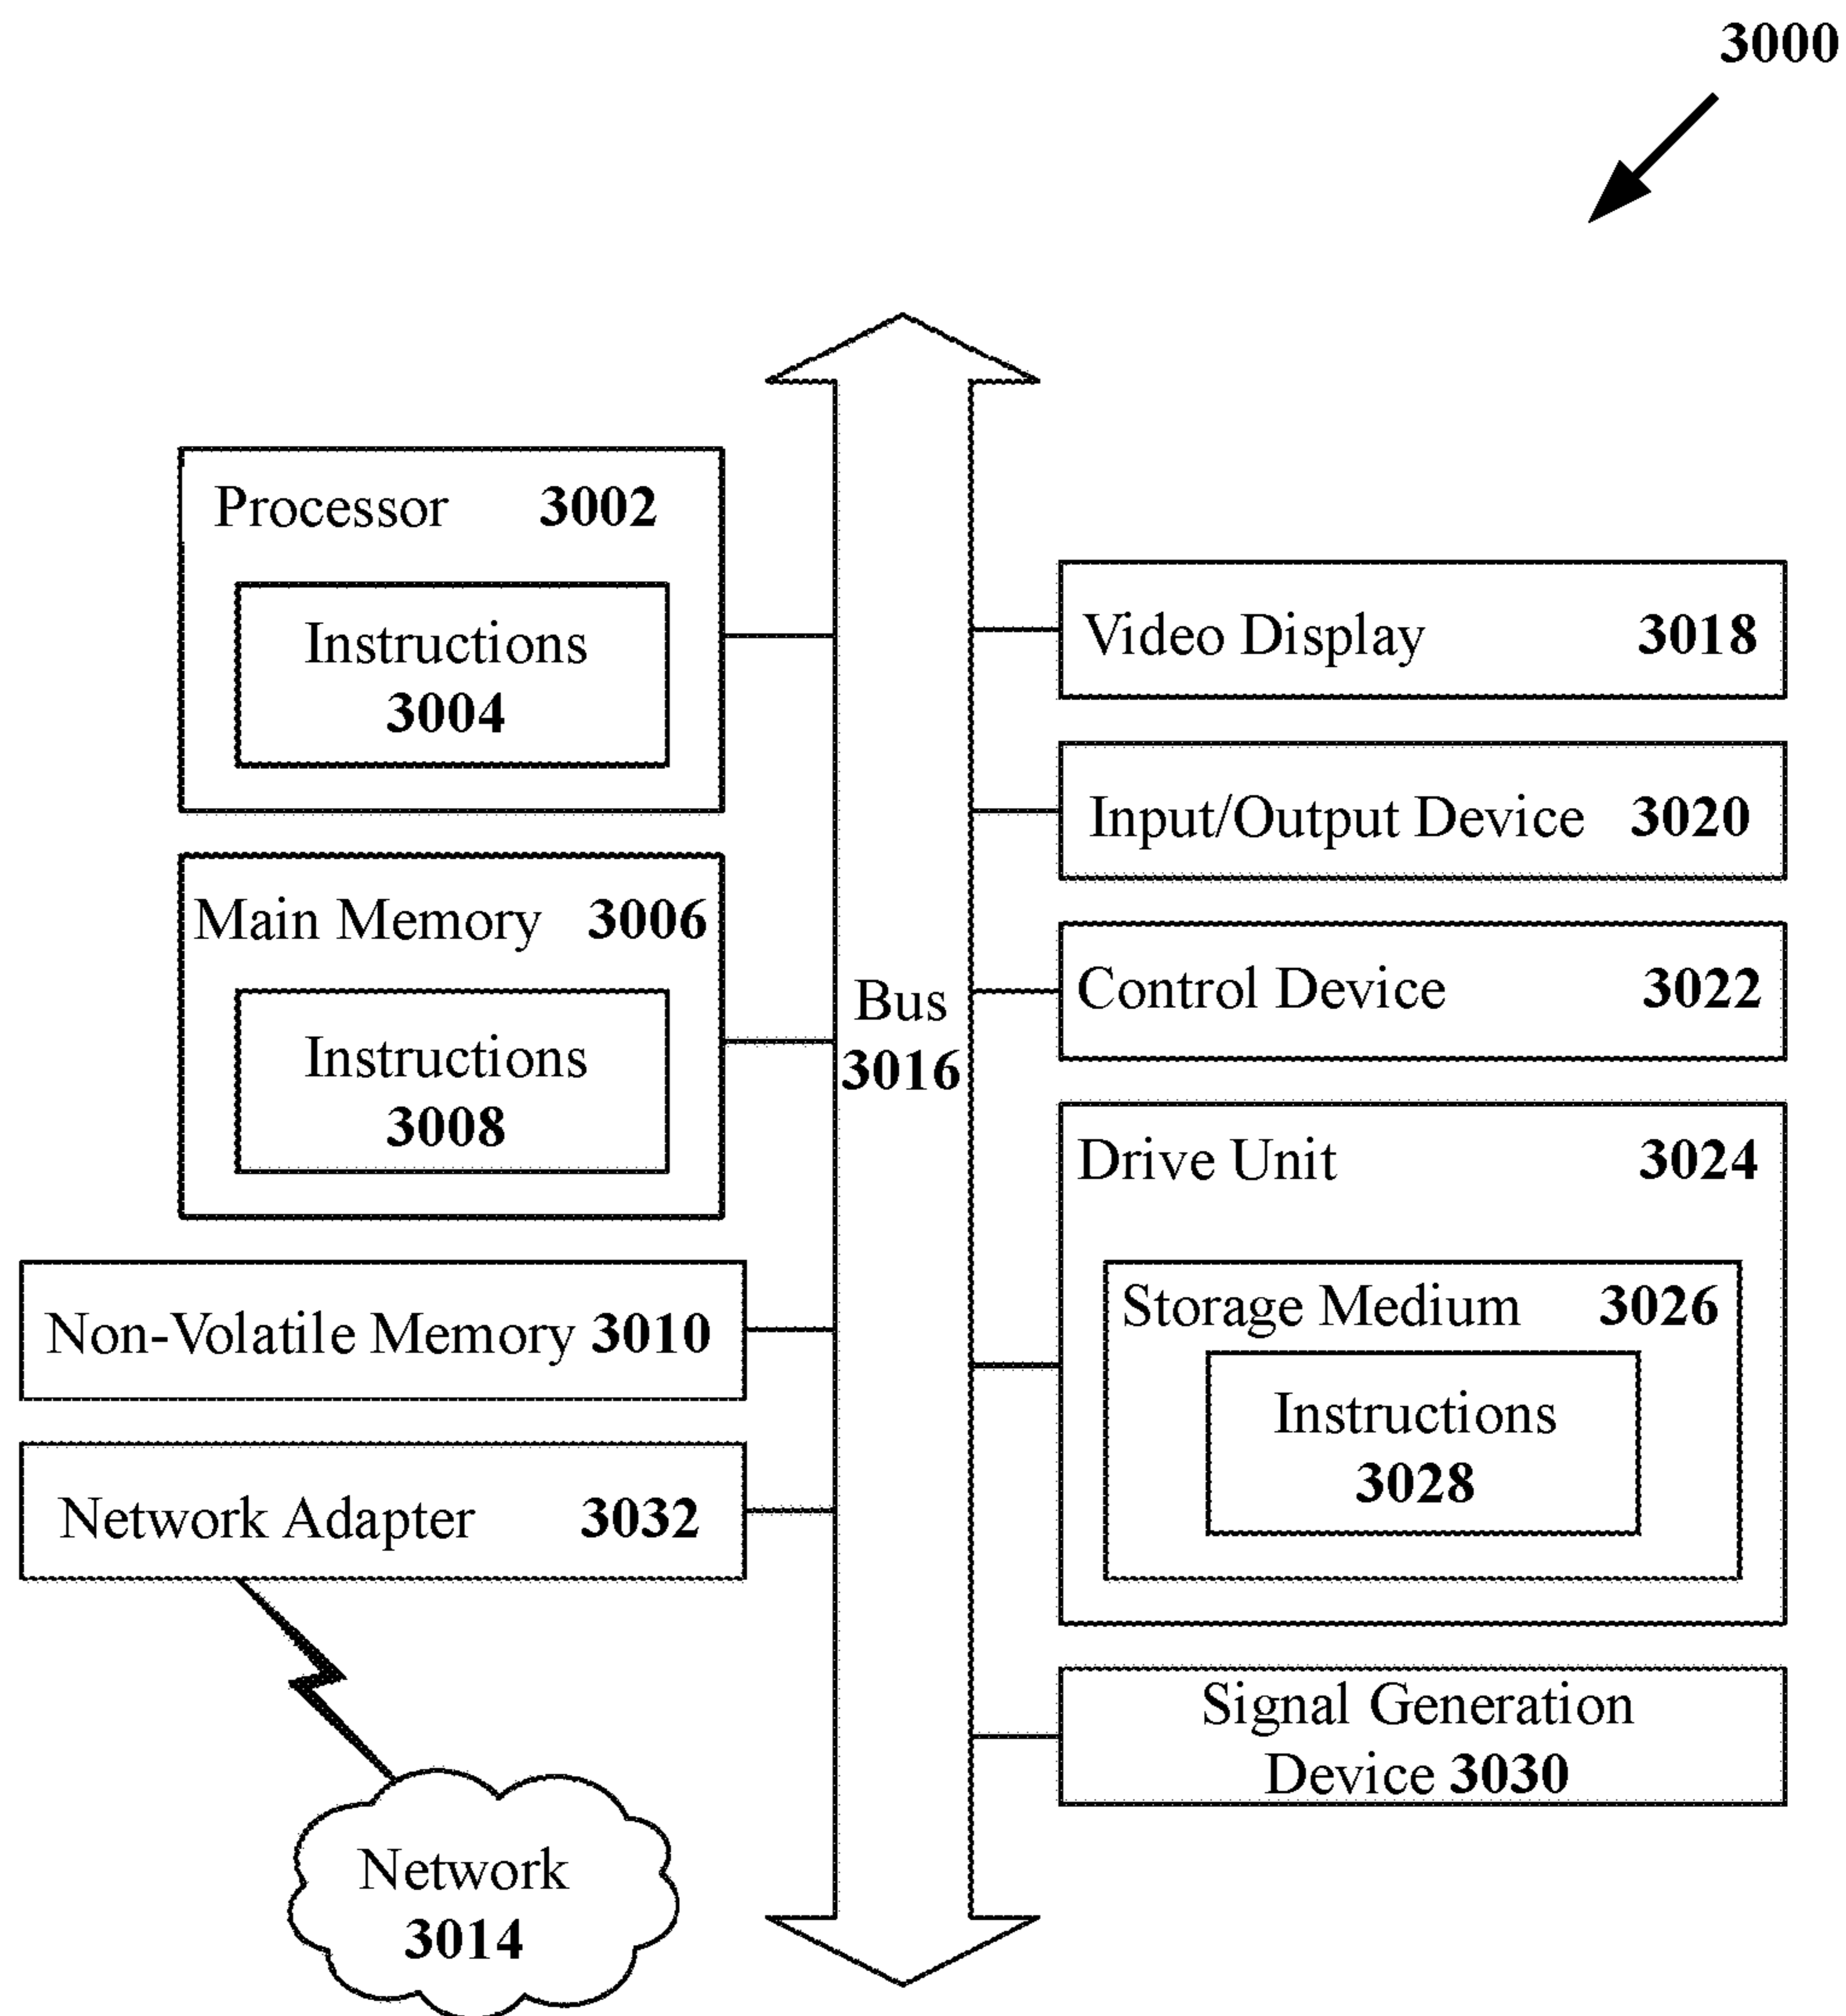 3000
Processor 3002
Instructions
3004
Main Memory 3006
Instructions
3008
Non-Volatile Memory 3010
Network Adapter 3032
Network
3014
Bus
3016
Video Display 3018
Input/Output Device 3020
Control Device 3022
Drive Unit 3024
Storage Medium 3026
Instructions
3028
Signal Generation
Device 3030